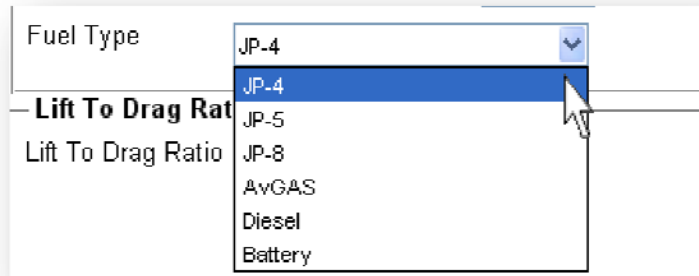 Fuel Type JP-4
JP-4
Lift To Drag Rat
JP-5
Lift To Drag Ratio JP-8
AvGAS
Diesel
Battery